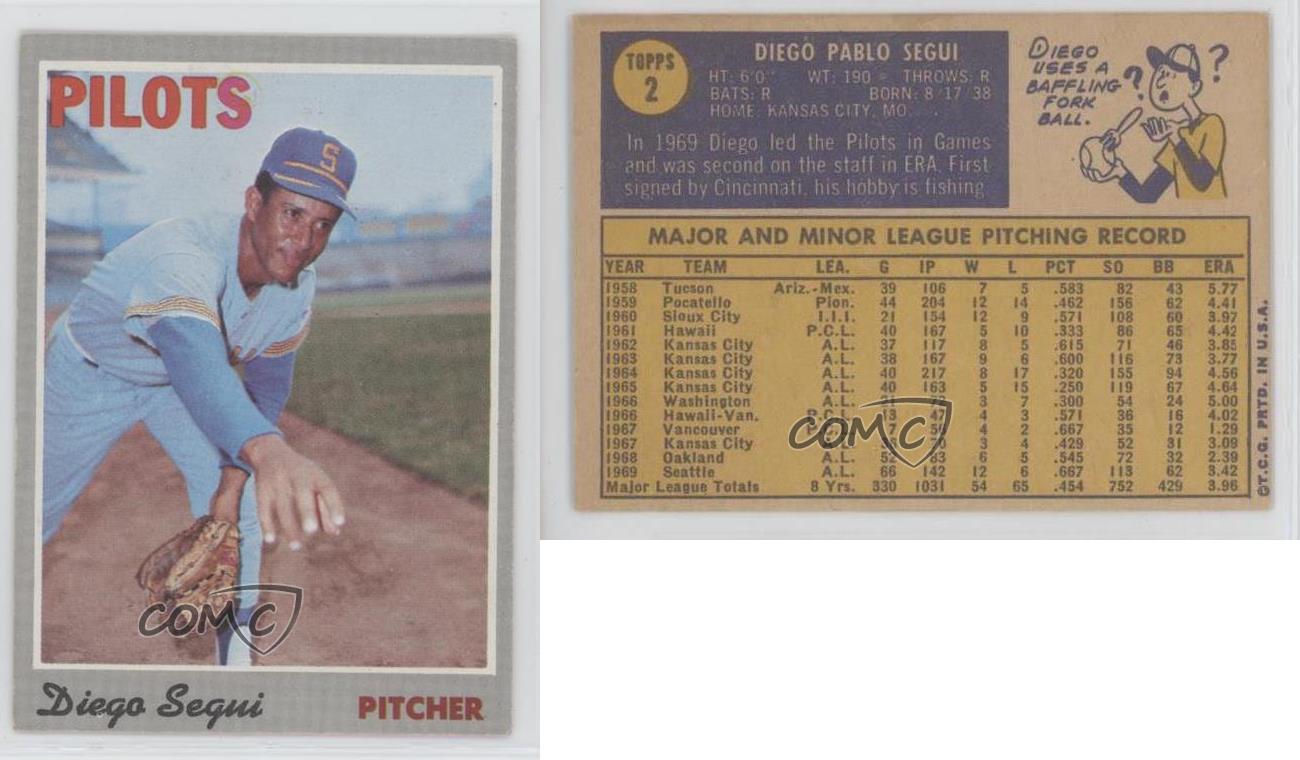 PILOTS
S
COMC
Diego Segui
PITCHER
TOPPS
2
DIEGO PABLO SEGUI
HT: 6'0" WT: 190 THROWS: R
BATS: R BORN: 8/17/38
HOME: KANSAS CITY, MO.
In 1969 Diego led the Pilots in Games
and was second on the staff in ERA. First
signed by Cincinnati, his hobby is fishing
DIEGO
USES A
BAFFLING
FORK
BALL.
? ?
MAJOR AND MINOR LEAGUE PITCHING RECORD
YEAR TEAM LEA. G IP W L PCT SO BB ERA
1958 Tucson Ariz.-Mex. 39 106 7 5 .583 82 43 5.77
1959 Pocatello Pion. 44 204 12 14 .462 156 62 4.41
1960 Sioux City I.I.I. 21 154 12 9 .571 108 60 3.97
1961 Hawaii P.C.L. 40 167 5 10 .333 86 65 4.42
1962 Kansas City A.L. 37 117 8 5 .615 71 46 3.85
1963 Kansas City A.L. 38 167 9 6 .600 116 73 3.77
1964 Kansas City A.L. 40 217 8 17 .320 155 94 4.56
1965 Kansas City A.L. 40 163 5 15 .250 119 67 4.64
1966 Washington A.L. 21 72 3 7 .300 54 24 5.00
1966 Hawaii-Van. P.C.L. 13 47 4 3 .571 36 16 4.02
1967 Vancouver 4 2 .667 35 12 1.29
1967 Kansas City A.L. 70 3 4 .429 52 31 3.09
1968 Oakland A.L. 52 83 6 5 .545 72 32 2.39
1969 Seattle A.L. 66 142 12 6 .667 113 62 3.42
Major League Totals 8 Yrs. 330 1031 54 65 .454 752 429 3.96
COMC
©T.C.G. PRTD. IN U.S.A.